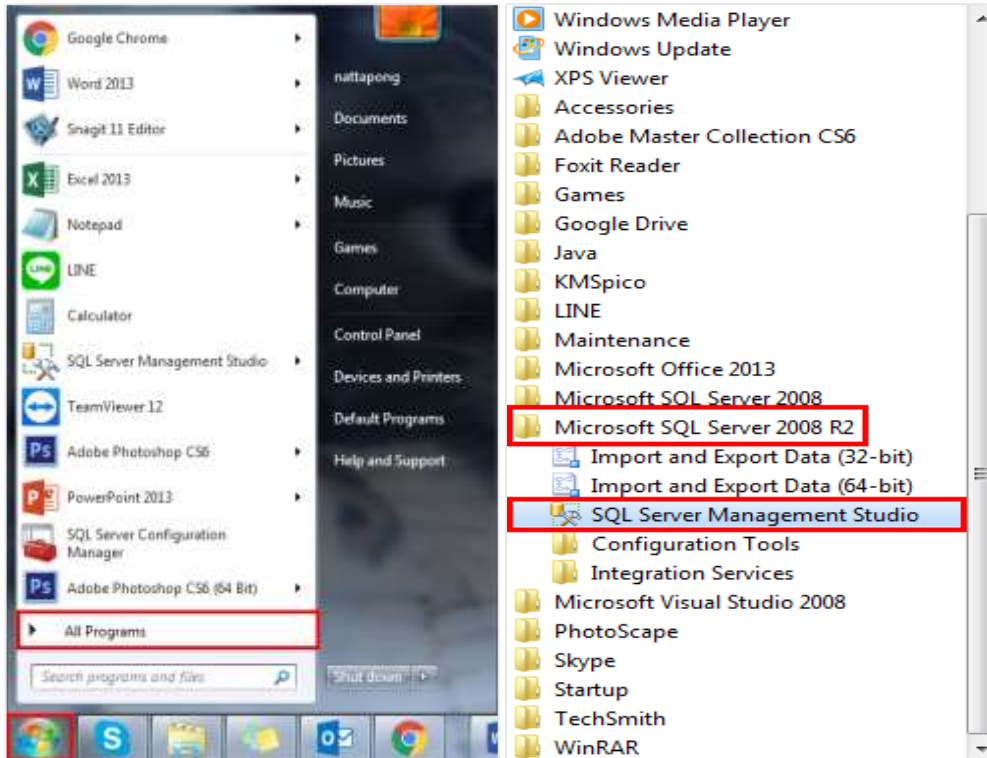 Google Chrome
Word 2013
Snagit 11 Editor
Excel 2013
Notepad
LINE
Calculator
SQL Server Management Studio
TeamViewer 12
Adobe Photoshop CS6
PowerPoint 2013
SQL Server Configuration
Manager
Adobe Photoshop CS6 (64 Bit)
All Programs
Search programs and files
nattapong
Documents
Pictures
Music
Games
Computer
Control Panel
Devices and Printers
Default Programs
Help and Support
Shut down
Windows Media Player
Windows Update
XPS Viewer
Accessories
Adobe Master Collection CS6
Foxit Reader
Games
Google Drive
Java
KMSpico
LINE
Maintenance
Microsoft Office 2013
Microsoft SQL Server 2008
Microsoft SQL Server 2008 R2
Import and Export Data (32-bit)
Import and Export Data (64-bit)
SQL Server Management Studio
Configuration Tools
Integration Services
Microsoft Visual Studio 2008
PhotoScape
Skype
Startup
TechSmith
WinRAR